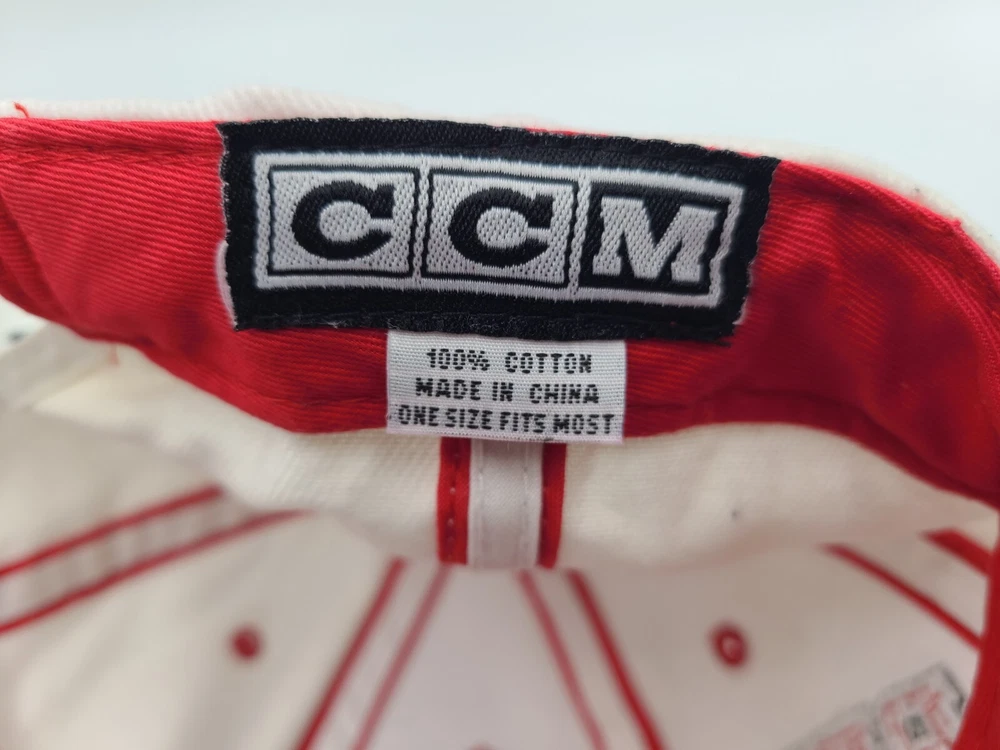 CCM
100% COTTON
MADE IN CHINA
ONE SIZE FITS MOST